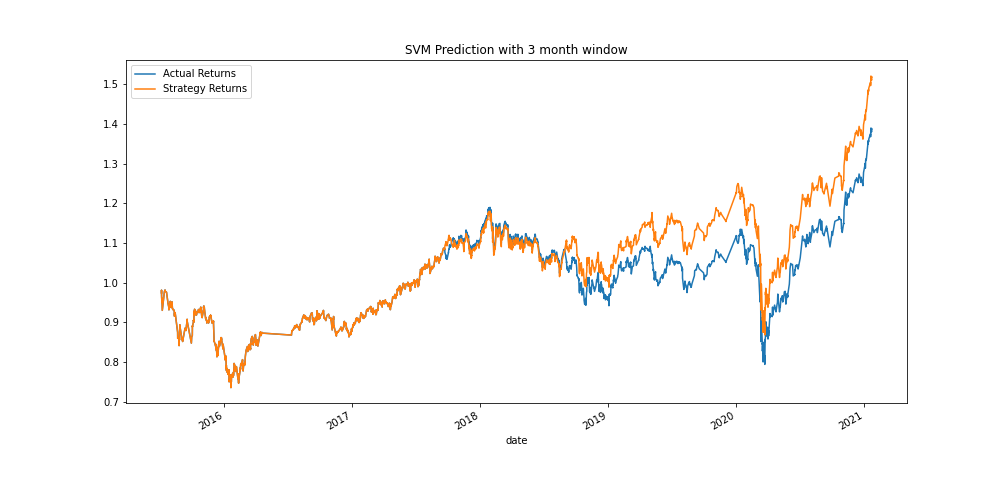 SVM Prediction with 3 month window
Actual Returns
Strategy Returns
1.5
1.4
1.3
1.2
1.1
1.0
0.9
0.8
0.7
2016 2017 2018 2019 2020 2021
date